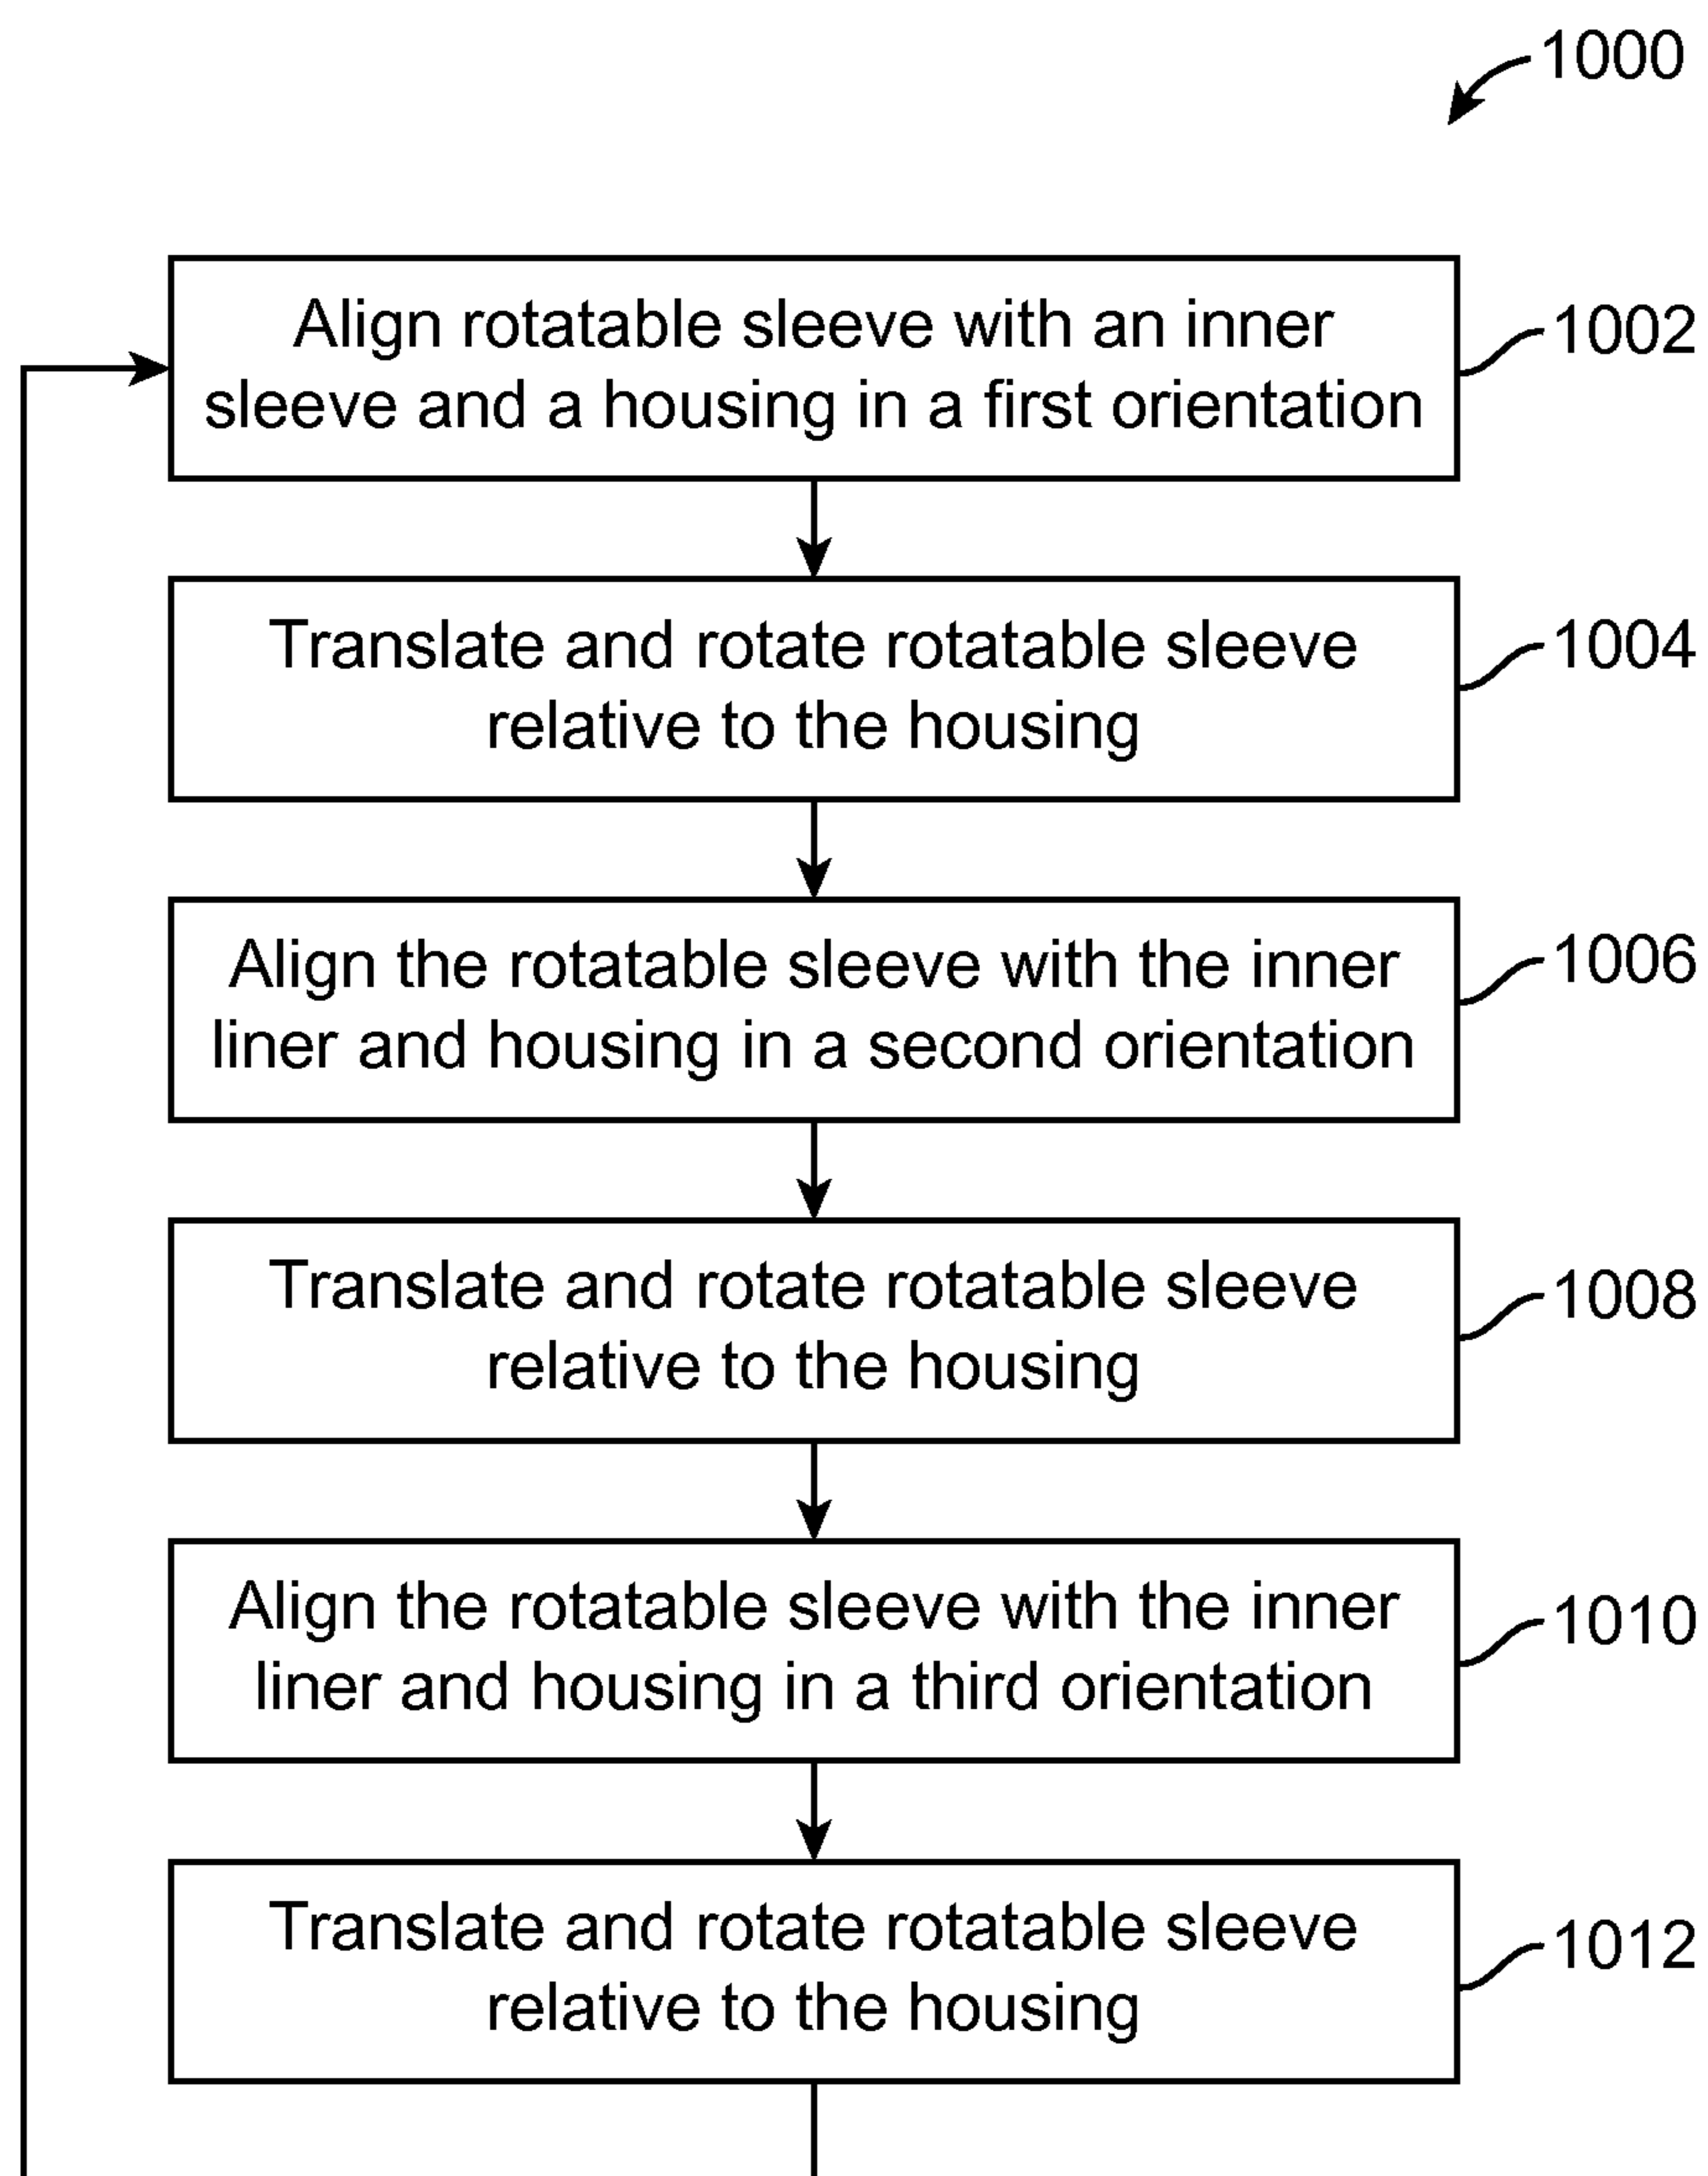 1000
Align rotatable sleeve with an inner
sleeve and a housing in a first orientation
1002
Translate and rotate rotatable sleeve
relative to the housing
1004
Align the rotatable sleeve with the inner
liner and housing in a second orientation
1006
Translate and rotate rotatable sleeve
relative to the housing
1008
Align the rotatable sleeve with the inner
liner and housing in a third orientation
1010
Translate and rotate rotatable sleeve
relative to the housing
1012